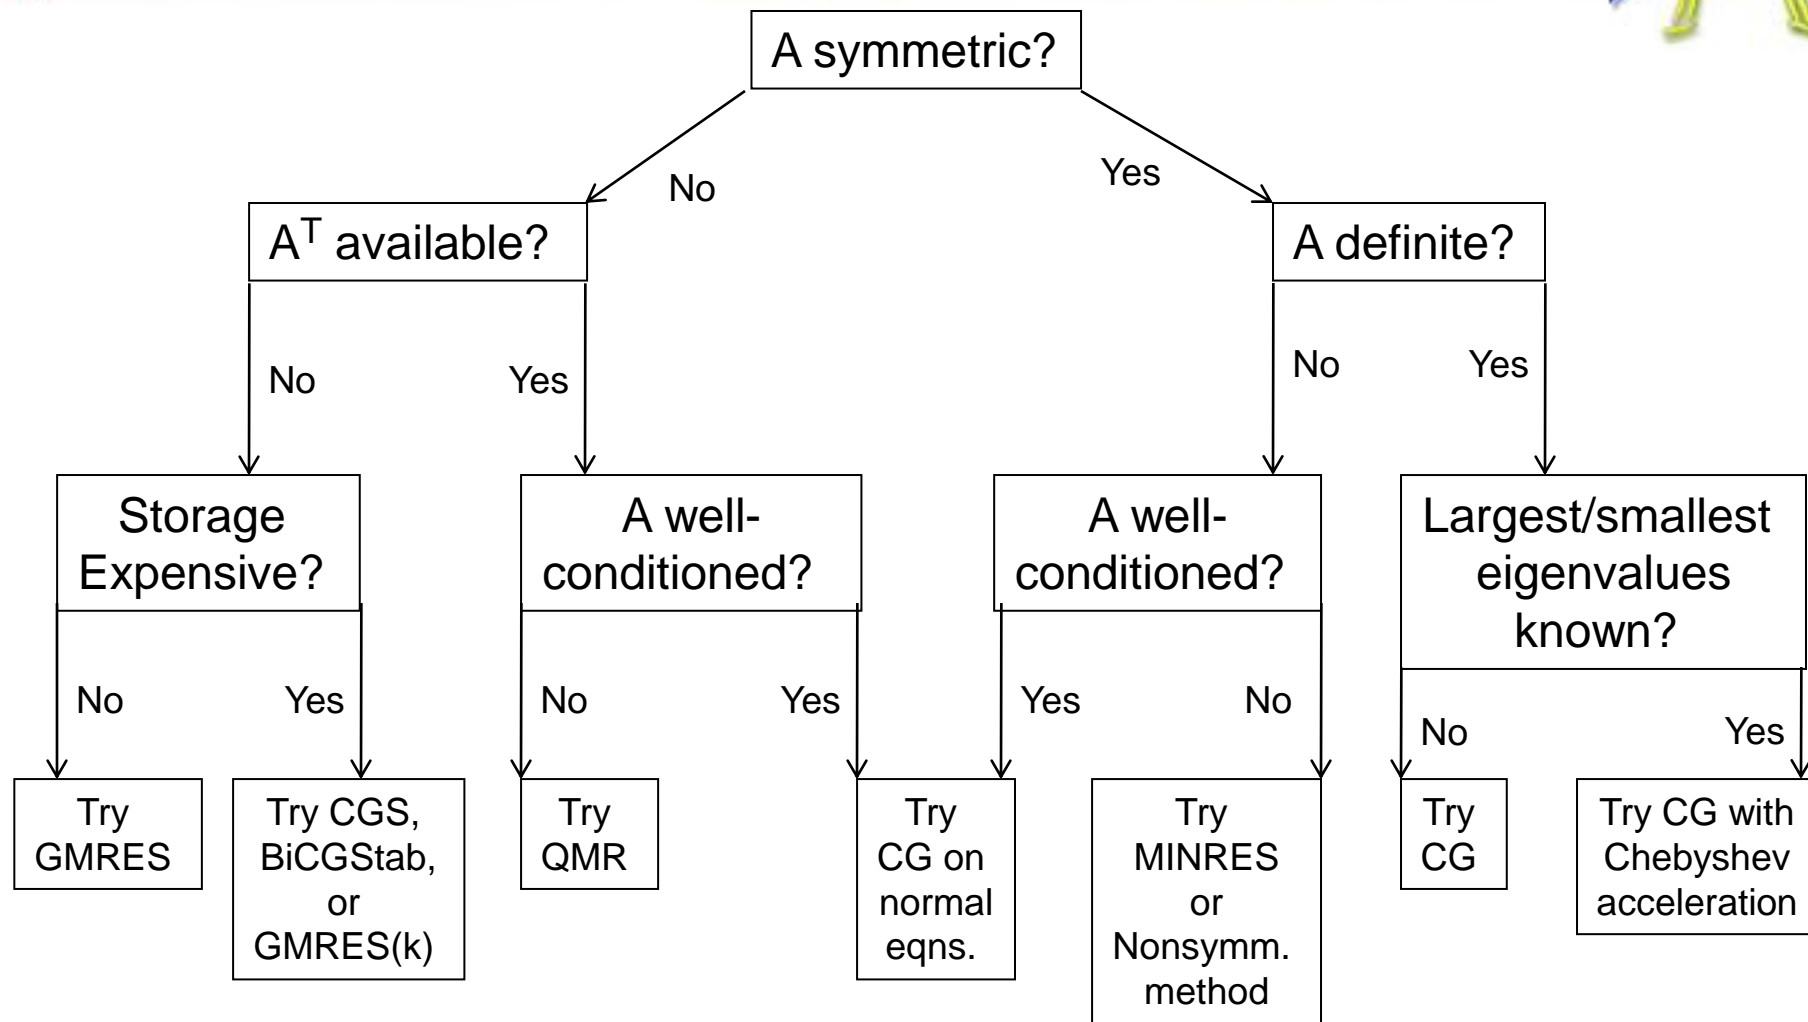 A symmetric?
No
Yes
Aᵀ available?
A definite?
No
Yes
No
Yes
Storage
Expensive?
A well-
conditioned?
A well-
conditioned?
Largest/smallest
eigenvalues
known?
No
Yes
No
Yes
Yes
No
No
Yes
Try
GMRES
Try CGS,
BiCGStab,
or
GMRES(k)
Try
QMR
Try
CG on
normal
eqns.
Try
MINRES
or
Nonsymm.
method
Try
CG
Try CG with
Chebyshev
acceleration